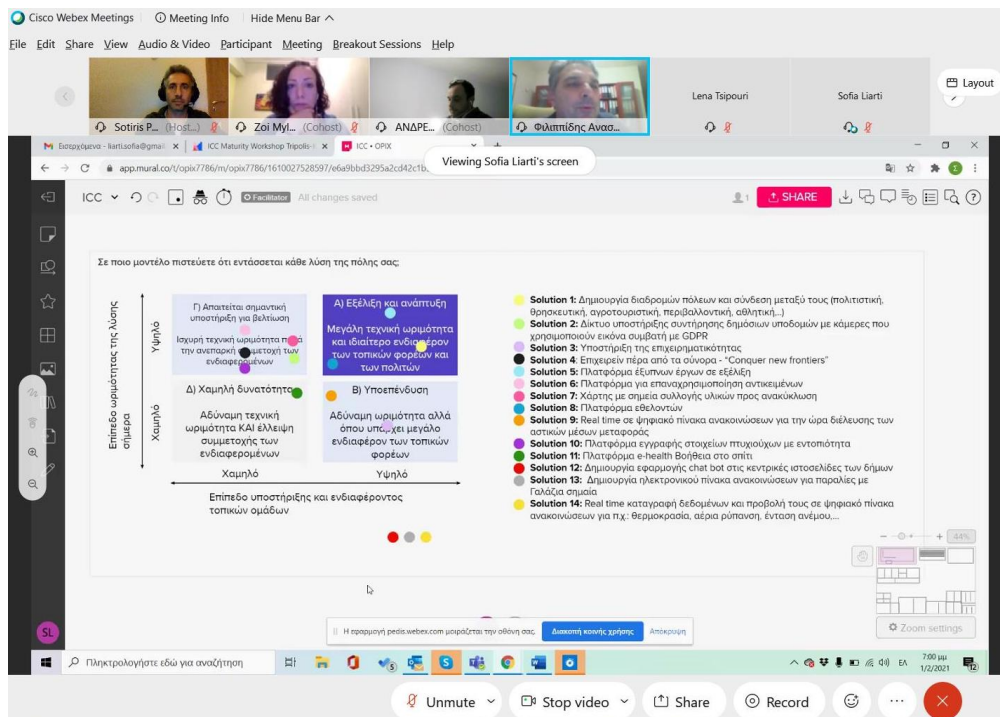 Cisco Webex Meetings
Meeting Info
Hide Menu Bar
File Edit Share View Audio & Video Participant Meeting Breakout Sessions Help
Layout
Lena Tsipouri
Sofia Liarti
Sotiris P... (Host...)
Zoi Myl... (Cohost)
ΑΝΔΡΕ... (Cohost)
Φιλιππίδης Ανασ...
Εισερχόμενα - liarti.sofia@gmail
ICC Maturity Workshop Tripolis-
ICC • OPIX
Viewing Sofia Liarti's screen
app.mural.co/t/opix7786/m/opix7786/1610027528597/e6a9bbd3295a2cd42c1b
ICC
Facilitator
All changes saved
1
SHARE
Σε ποιο μοντέλο πιστεύετε ότι εντάσσεται κάθε λύση της πόλης σας;
Επίπεδο ωριμότητας της λύσης
σήμερα
Υψηλό
Χαμηλό
Γ) Απαιτείται σημαντική
υποστήριξη για βελτίωση
Ισχυρή τεχνική ωριμότητα
την ανεπαρκή συμμετοχή των
ενδιαφερομένων
Α) Εξέλιξη και ανάπτυξη
Μεγάλη τεχνική ωριμότητα
και ιδιαίτερο ενδιαφέρον
των τοπικών φορέων και
των πολιτών
Δ) Χαμηλή δυνατότητα
Αδύναμη τεχνική
ωριμότητα ΚΑΙ έλλειψη
συμμετοχής των
ενδιαφερομένων
Β) Υποεπένδυση
Αδύναμη ωριμότητα αλλά
όπου υπάρχει μεγάλο
ενδιαφέρον των τοπικών
φορέων
Χαμηλό
Υψηλό
Επίπεδο υποστήριξης και ενδιαφέροντος
τοπικών ομάδων
Solution 1: Δημιουργία διαδρομών πόλεων και σύνδεση μεταξύ τους (πολιτιστική,
θρησκευτική, αγροτουριστική, περιβαλλοντική, αθλητική,..)
Solution 2: Δίκτυο υποστήριξης συντήρησης δημόσιων υποδομών με κάμερες που
χρησιμοποιούν εικόνα συμβατή με GDPR
Solution 3: Υποστήριξη της επιχειρηματικότητας
Solution 4: Επιχειρείν πέρα από τα σύνορα - "Conquer new frontiers"
Solution 5: Πλατφόρμα έξυπνων έργων σε εξέλιξη
Solution 6: Πλατφόρμα για επαναχρησιμοποίηση αντικειμένων
Solution 7: Χάρτης με σημεία συλλογής υλικών προς ανακύκλωση
Solution 8: Πλατφόρμα εθελοντών
Solution 9: Real time σε ψηφιακό πίνακα ανακοινώσεων για την ώρα διέλευσης των
αστικών μέσων μεταφοράς
Solution 10: Πλατφόρμα εγγραφής στοιχείων πτυχιούχων με εντοπιότητα
Solution 11: Πλατφόρμα e-health Βοήθεια στο σπίτι
Solution 12: Δημιουργία εφαρμογής chat bot στις κεντρικές ιστοσελίδες των δήμων
Solution 13: Δημιουργία ηλεκτρονικού πίνακα ανακοινώσεων για παραλίες με
Γαλάζια σημαία
Solution 14: Real time καταγραφή δεδομένων και προβολή τους σε ψηφιακό πίνακα
ανακοινώσεων για π.χ.: θερμοκρασία, αέρια ρύπανση, ένταση ανέμου,...
44%
Zoom settings
SL
Η εφαρμογή pedis.webex.com μοιράζεται την οθόνη σας.
Διακοπή κοινής χρήσης
Απόκρυψη
Πληκτρολογήστε εδώ για αναζήτηση
ΕΛ
7:00 μμ
1/2/2021
Unmute
Stop video
Share
Record